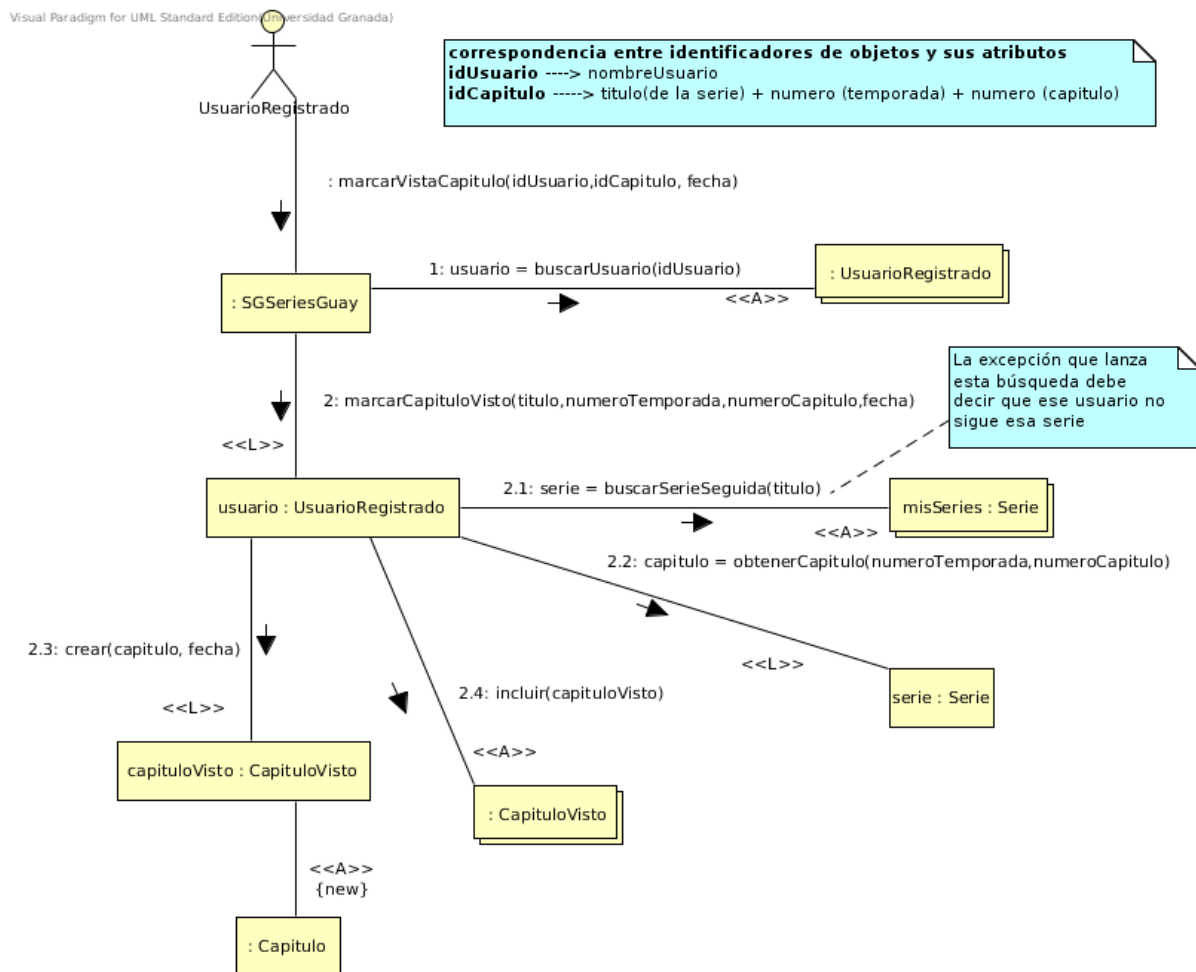 Visual Paradigm for UML Standard Edition(Universidad Granada)
correspondencia entre identificadores de objetos y sus atributos
idUsuario ----> nombreUsuario
idCapitulo -----> titulo(de la serie) + numero (temporada) + numero (capitulo)
UsuarioRegistrado
: marcarVistaCapitulo(idUsuario,idCapitulo, fecha)
1: usuario = buscarUsuario(idUsuario)
: UsuarioRegistrado
<<A>>
: SGSeriesGuay
La excepción que lanza
esta búsqueda debe
decir que ese usuario no
sigue esa serie
2: marcarCapituloVisto(titulo,numeroTemporada,numeroCapitulo,fecha)
<<L>>
2.1: serie = buscarSerieSeguida(titulo)
usuario : UsuarioRegistrado
misSeries : Serie
<<A>>
2.2: capitulo = obtenerCapitulo(numeroTemporada,numeroCapitulo)
2.3: crear(capitulo, fecha)
<<L>>
2.4: incluir(capituloVisto)
serie : Serie
<<L>>
<<A>>
capituloVisto : CapituloVisto
: CapituloVisto
<<A>>
{new}
: Capitulo